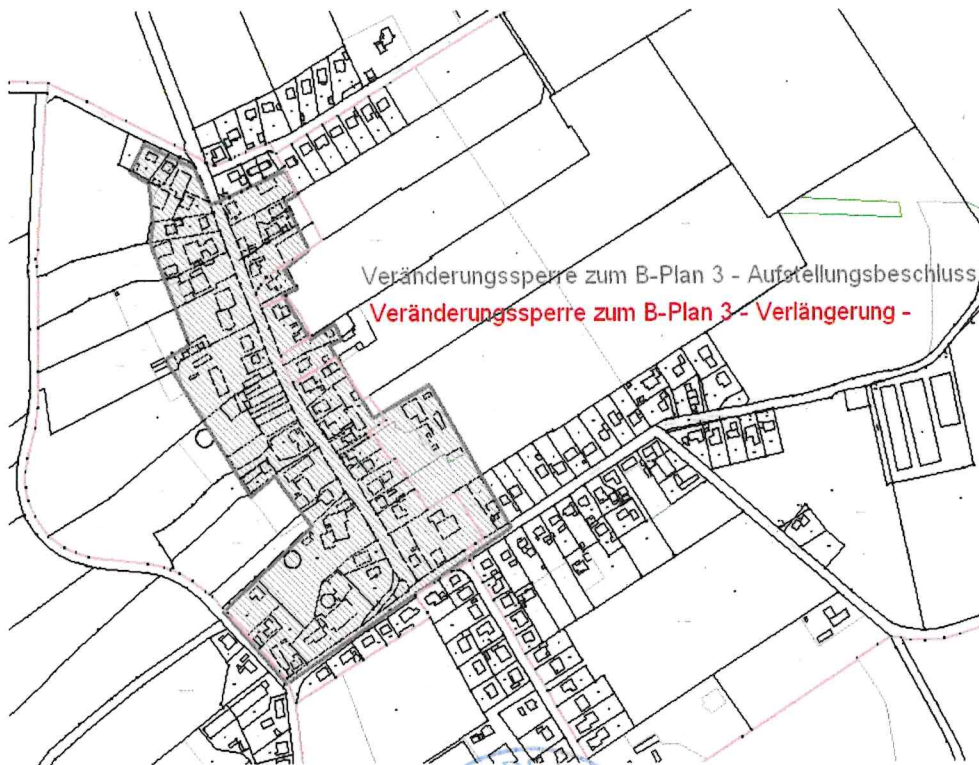 Veränderungssperre zum B-Plan 3 - Aufstellungsbeschluss
Veränderungssperre zum B-Plan 3 - Verlängerung -